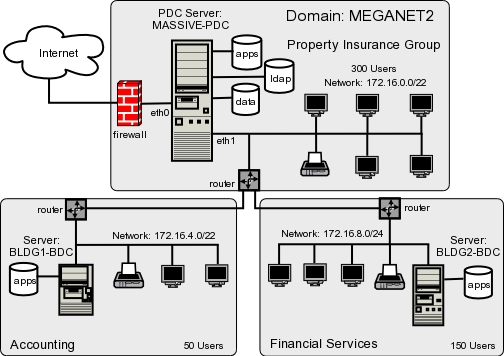 PDC Server:
MASSIVE-PDC
Domain: MEGANET2
Property Insurance Group
Internet
apps
ldap
data
300 Users
Network: 172.16.0.0/22
firewall
eth0
eth1
router
router
router
Server:
BLDG1-BDC
Network: 172.16.4.0/22
apps
Accounting
50 Users
Network: 172.16.8.0/24
Server:
BLDG2-BDC
apps
Financial Services
150 Users